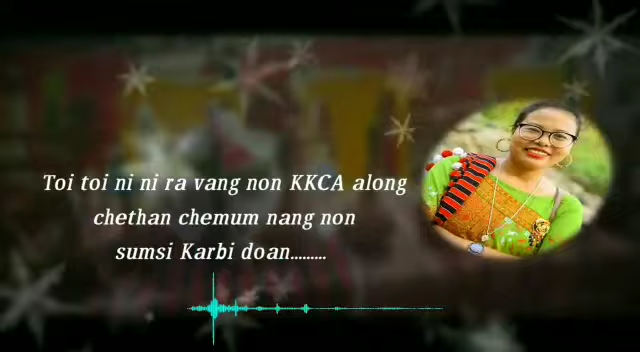 Toi toi ni ni ra vang non KKCA along
chethan chemum nang non
sumsi Karbi doan.........